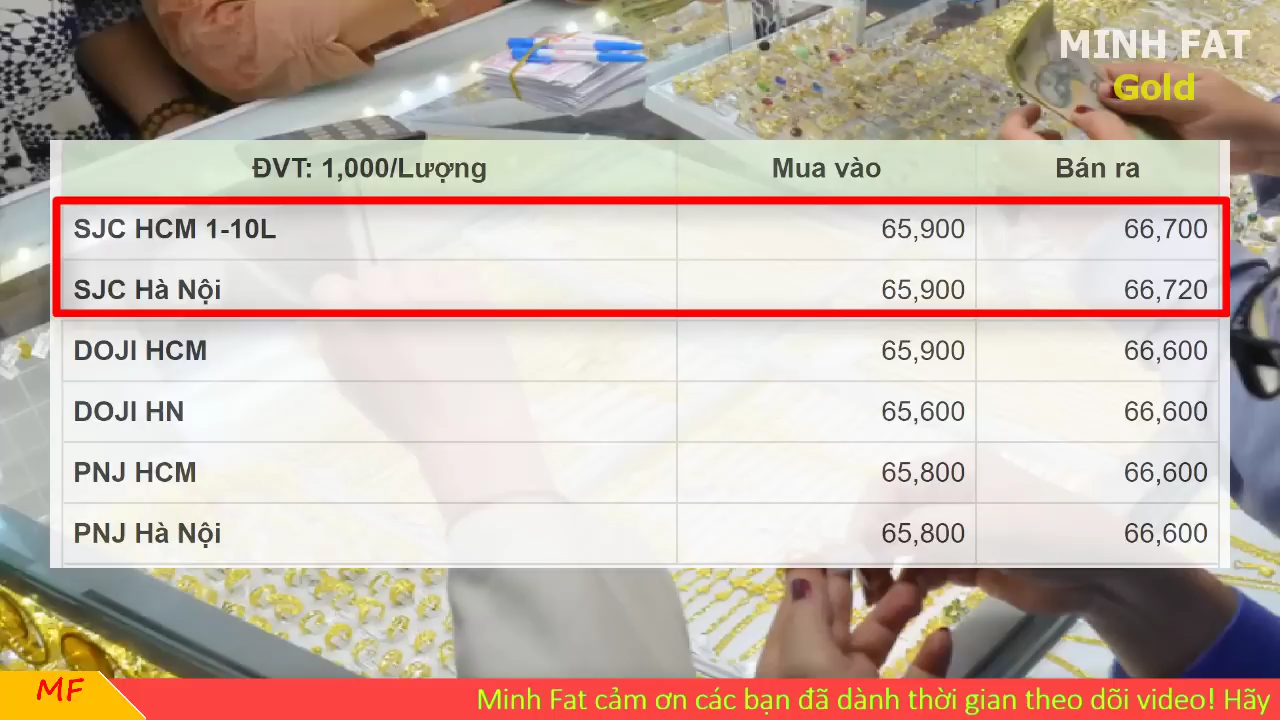 MINH FAT
Gold
ĐVT: 1,000/Lượng Mua vào Bán ra
SJC HCM 1-10L 65,900 66,700
SJC Hà Nội 65,900 66,720
DOJI HCM 65,900 66,600
DOJI HN 65,600 66,600
PNJ HCM 65,800 66,600
PNJ Hà Nội 65,800 66,600
MF
Minh Fat cảm ơn các bạn đã dành thời gian theo dõi video! Hãy